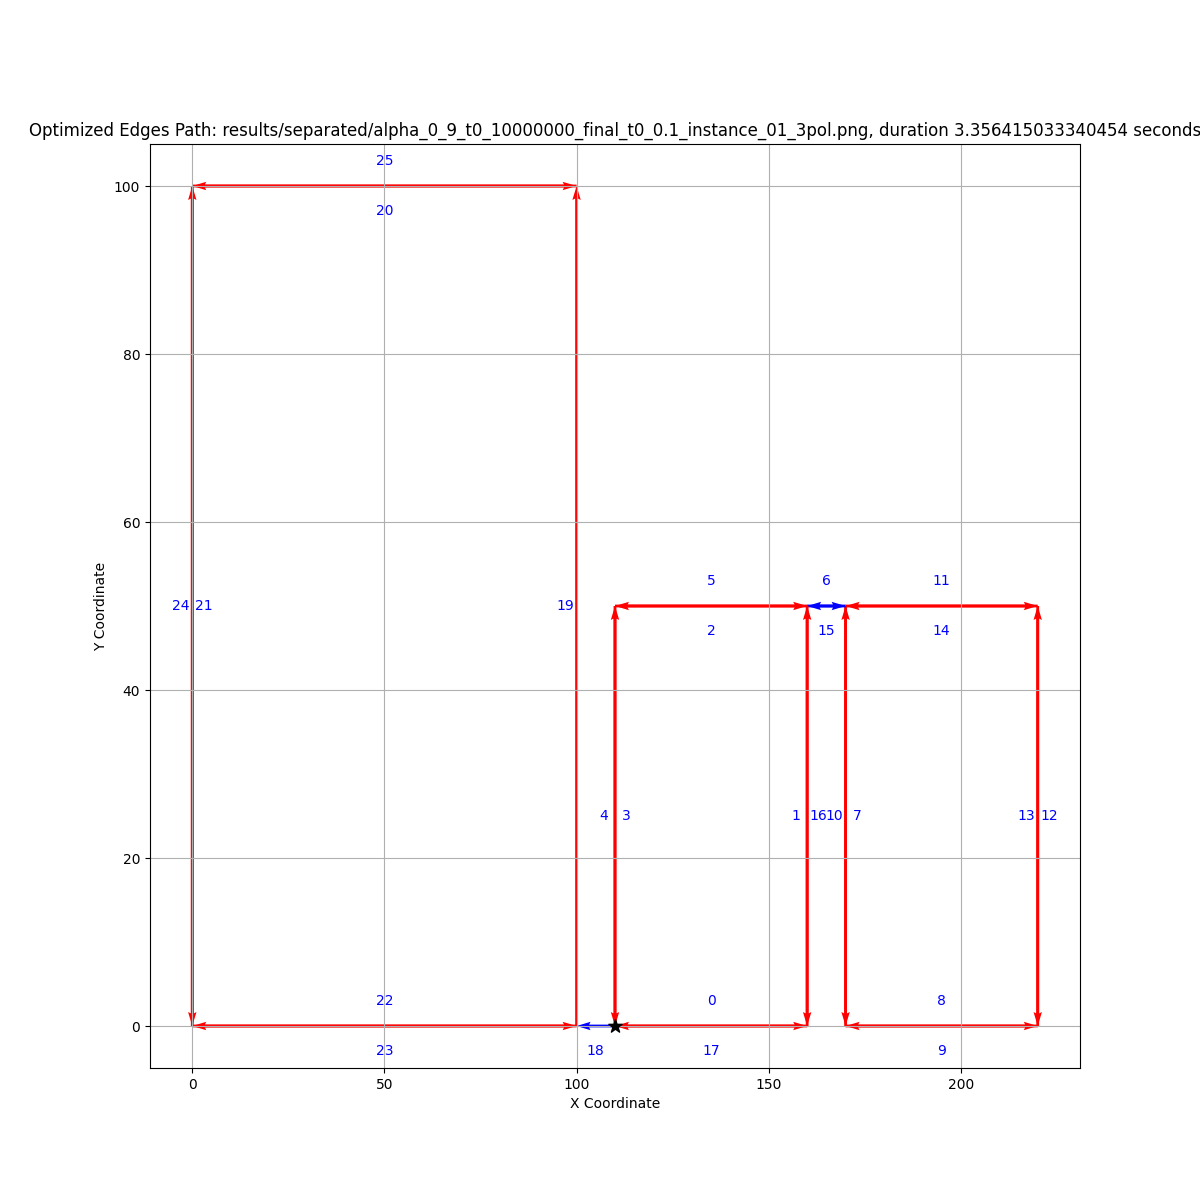 Optimized Edges Path: results/separated/alpha_0_9_t0_10000000_final_t0_0.1_instance_01_3pol.png, duration 3.356415033340454 seconds
25
100
20
80
60
5 6 11
24 21 19
2 15 14
40
4 3 1 16 10 7 13 12
20
22 0 8
0
23 18 17 9
0 50 100 150 200
X Coordinate
Y Coordinate